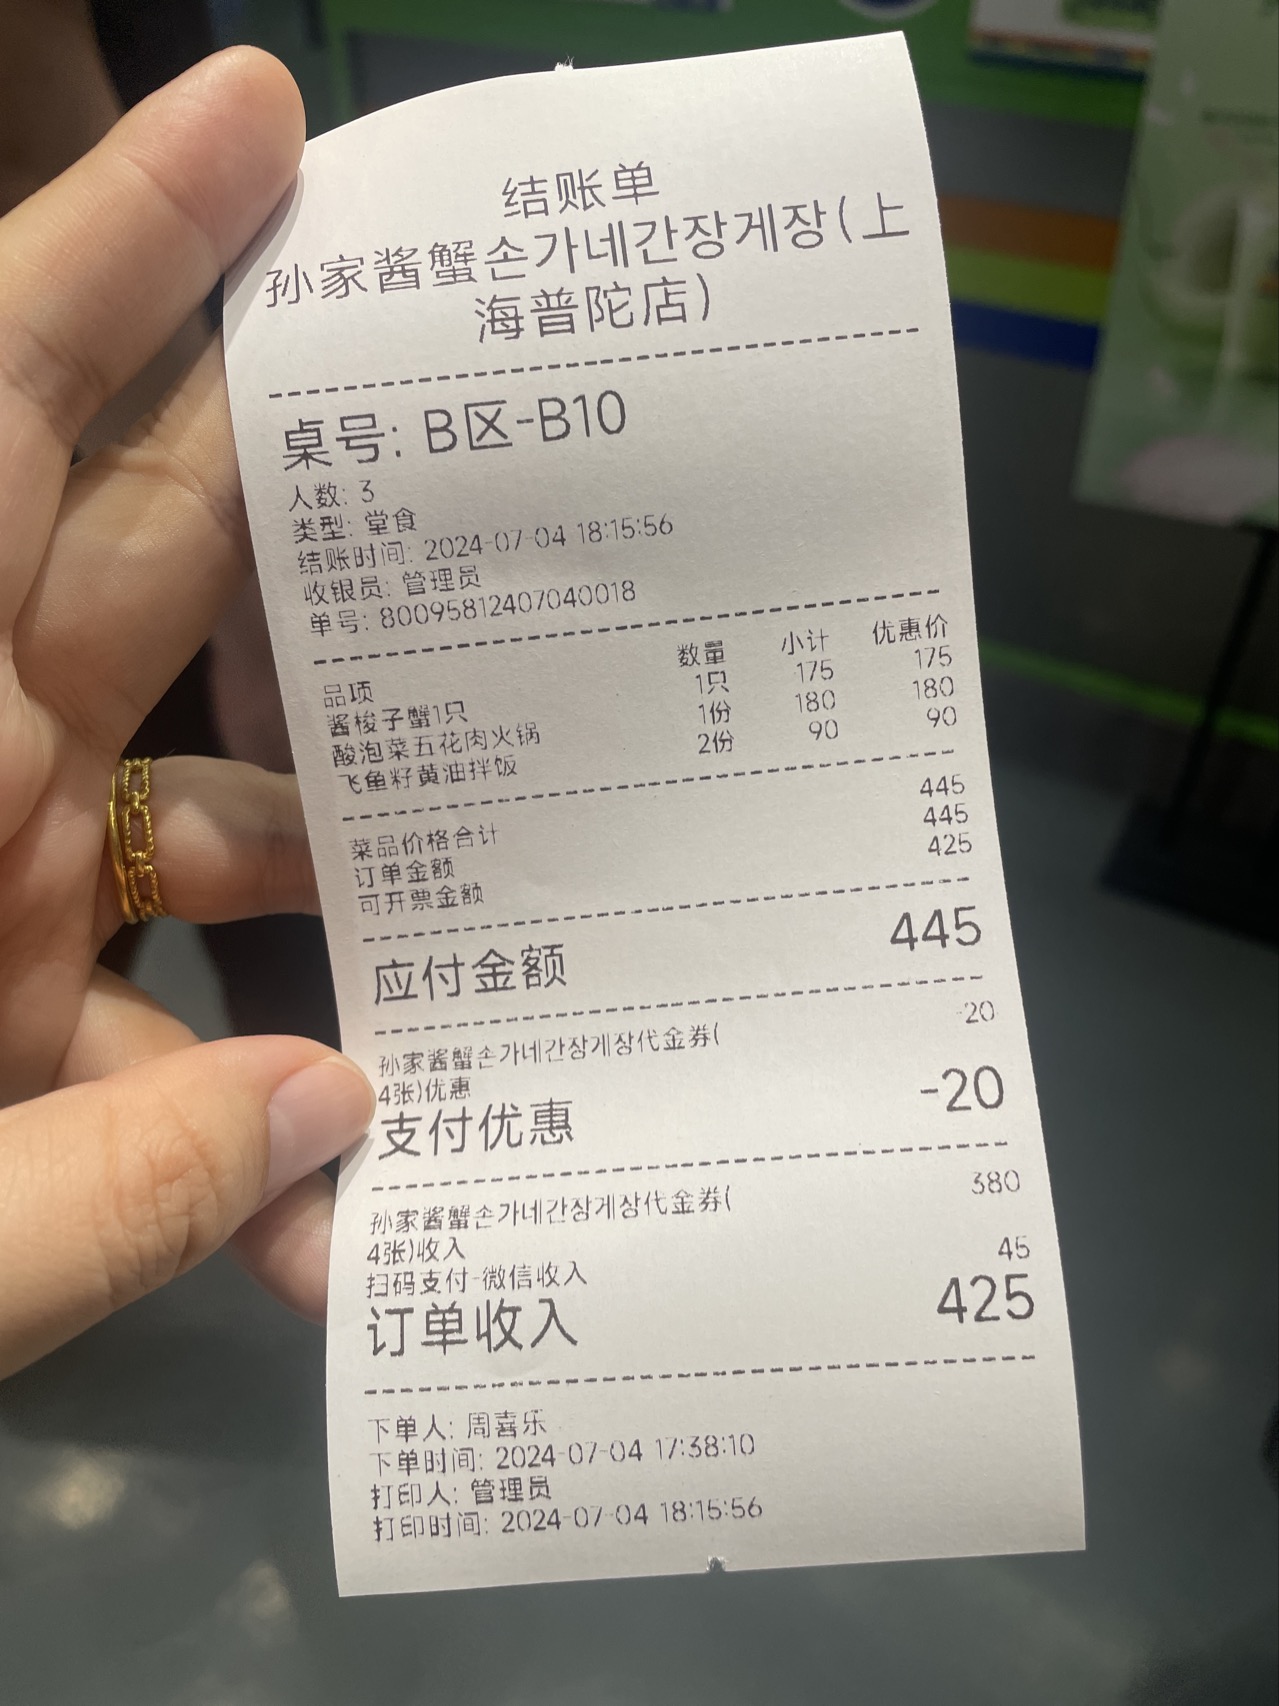 结账单
孙家酱蟹손가네간장게장(上
海普陀店)
桌号: B区-B10
人数: 3
类型: 堂食
结账时间: 2024-07-04 18:15:56
收银员: 管理员
单号: 80095812407040018
品项 数量 小计 优惠价
酱梭子蟹1只 1只 175 175
酸泡菜五花肉火锅 1份 180 180
飞鱼籽黄油拌饭 2份 90 90
菜品价格合计 445
订单金额 445
可开票金额 425
应付金额 445
孙家酱蟹손가네간장게장代金券( -20
4张)优惠
支付优惠 -20
孙家酱蟹손가네간장게장代金券( 380
4张)收入
扫码支付-微信收入 45
订单收入 425
下单人: 周喜乐
下单时间: 2024-07-04 17:38:10
打印人: 管理员
打印时间: 2024-07-04 18:15:56